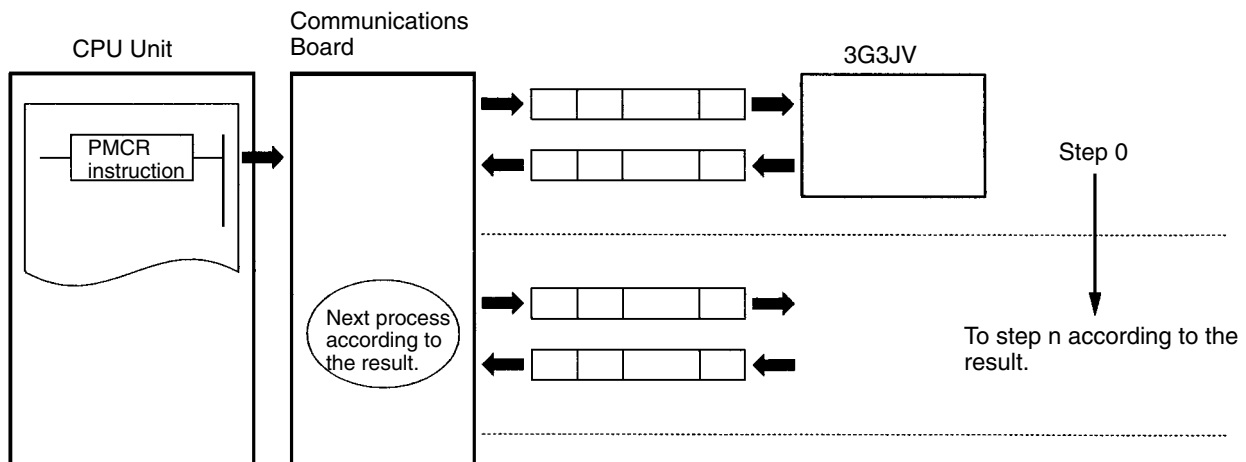 CPU Unit
Communications
Board
3G3JV
PMCR
instruction
Step 0
Next process
according to
the result.
To step n according to the
result.